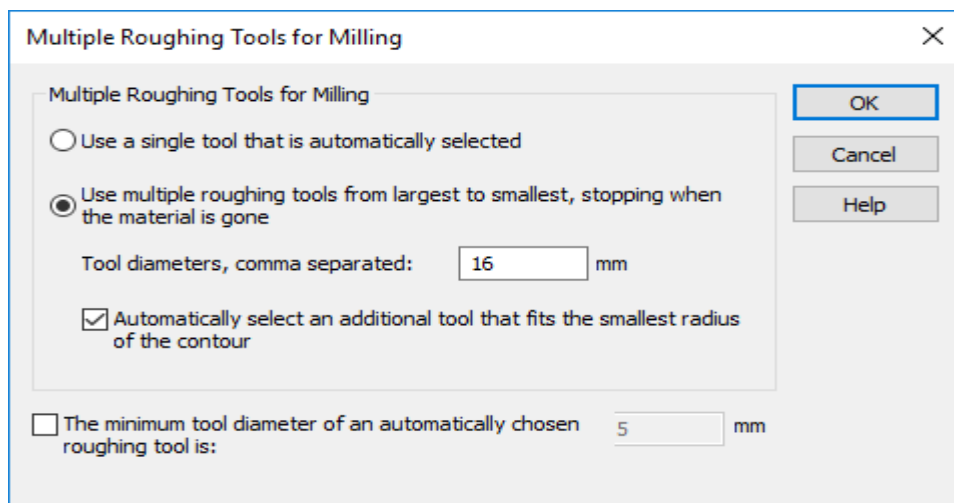 Multiple Roughing Tools for Milling
Multiple Roughing Tools for Milling
Use a single tool that is automatically selected
Use multiple roughing tools from largest to smallest, stopping when
the material is gone
Tool diameters, comma separated: 16 mm
Automatically select an additional tool that fits the smallest radius
of the contour
The minimum tool diameter of an automatically chosen
roughing tool is: 5 mm
OK
Cancel
Help